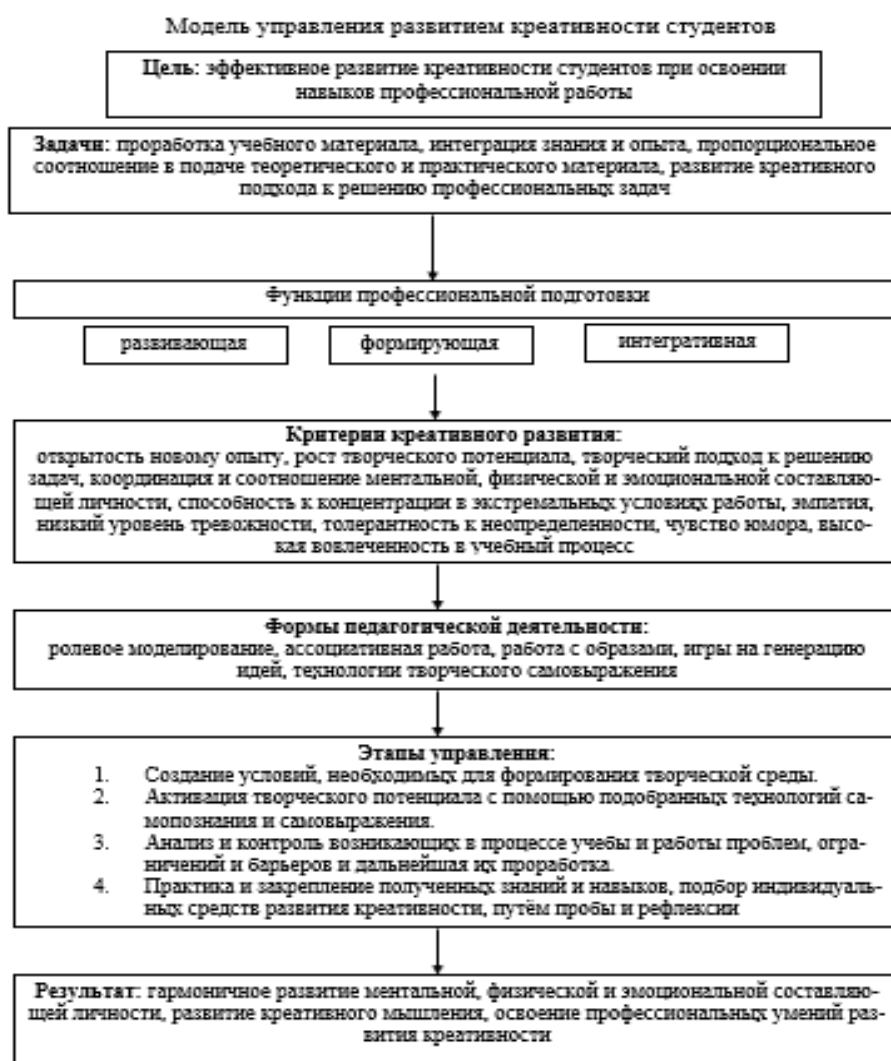 Модель управления развитием креативности студентов
Цель: эффективное развитие креативности студентов при освоении
навыков профессиональной работы
Задачи: проработка учебного материала, интеграция знания и опыта, пропорциональное
соотношение в подаче теоретического и практического материала, развитие креативного
подхода к решению профессиональных задач
Функции профессиональной подготовки
развивающая формирующая интегративная
Критерии креативного развития:
открытость новому опыту, рост творческого потенциала, творческий подход к решению
задач, координация и соотношение ментальной, физической и эмоциональной составляю-
щей личности, способность к концентрации в экстремальных условиях работы, эмпатия,
низкий уровень тревожности, толерантность к неопределенности, чувство юмора, высо-
кая вовлеченность в учебный процесс
Формы педагогической деятельности:
ролевое моделирование, ассоциативная работа, работа с образами, игры на генерацию
идей, технологии творческого самовыражения
Этапы управления:
1. Создание условий, необходимых для формирования творческой среды.
2. Активация творческого потенциала с помощью подобранных технологий са-
мопознания и самовыражения.
3. Анализ и контроль возникающих в процессе учебы и работы проблем, огра-
ничений и барьеров и дальнейшая их проработка.
4. Практика и закрепление полученных знаний и навыков, подбор индивидуаль-
ных средств развития креативности, путём пробы и рефлексии
Результат: гармоничное развитие ментальной, физической и эмоциональной составляю-
щей личности, развитие креативного мышления, освоение профессиональных умений раз-
вития креативности